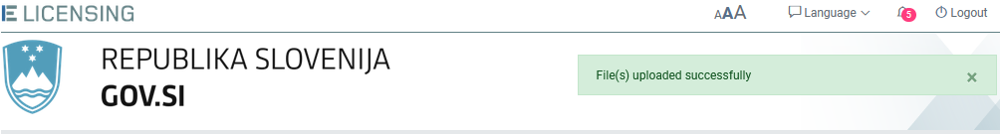 E LICENSING
AAA
Language
5
Logout
REPUBLIKA SLOVENIJA
GOV.SI
File(s) uploaded successfully
×